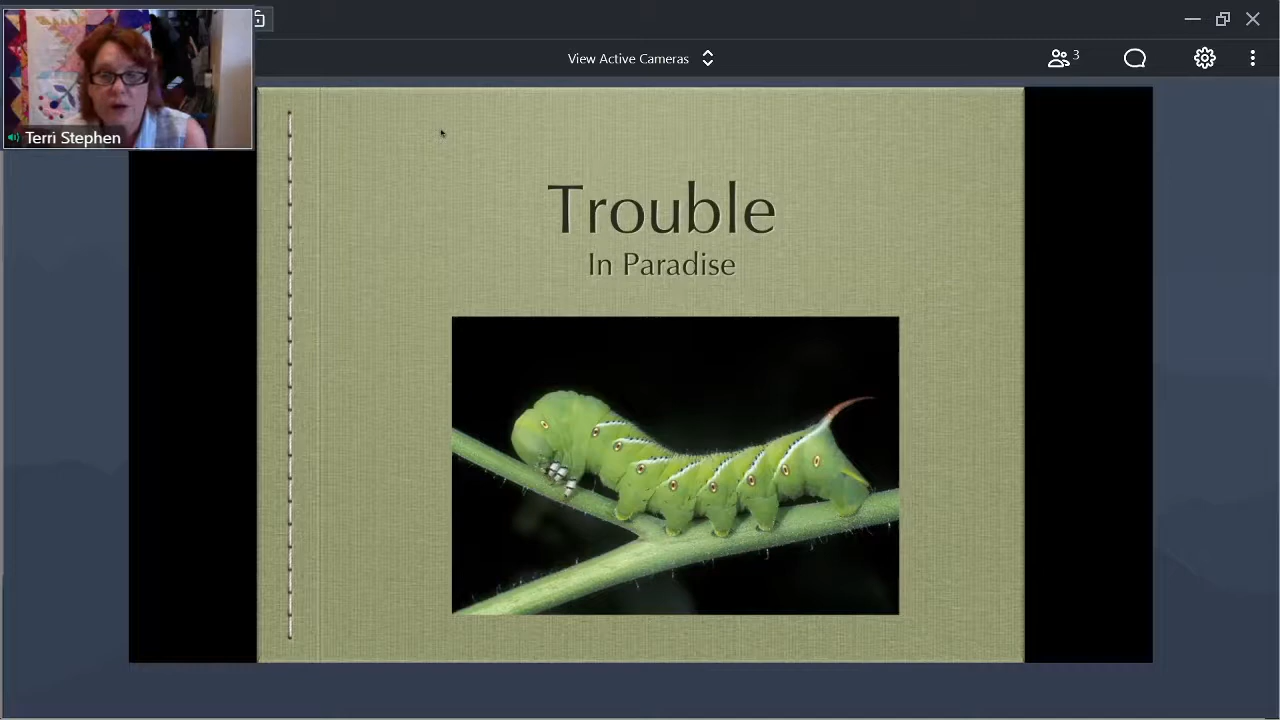 View Active Cameras
3
Terri Stephen
Trouble
In Paradise